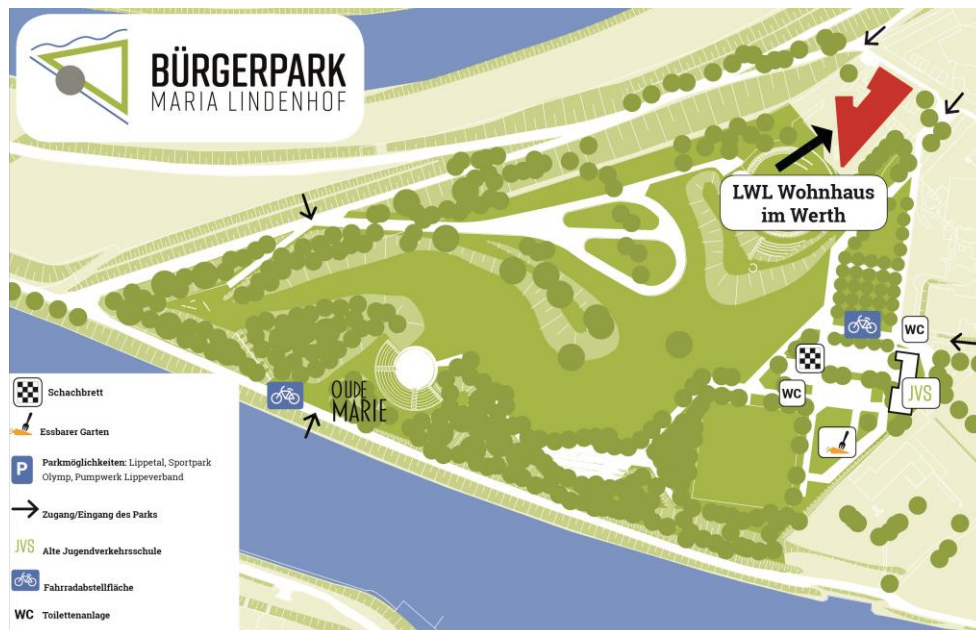 BÜRGERPARK
MARIA LINDENHOF
LWL Wohnhaus
im Werth
WC
WC
JVS
OUDE
MARIE
Schachbrett
Essbarer Garten
P
Parkmöglichkeiten: Lippetal, Sportpark
Olymp, Pumpwerk Lippeverband
Zugang/Eingang des Parks
JVS Alte Jugendverkehrsschule
Fahrradabstellfläche
WC Toilettenanlage